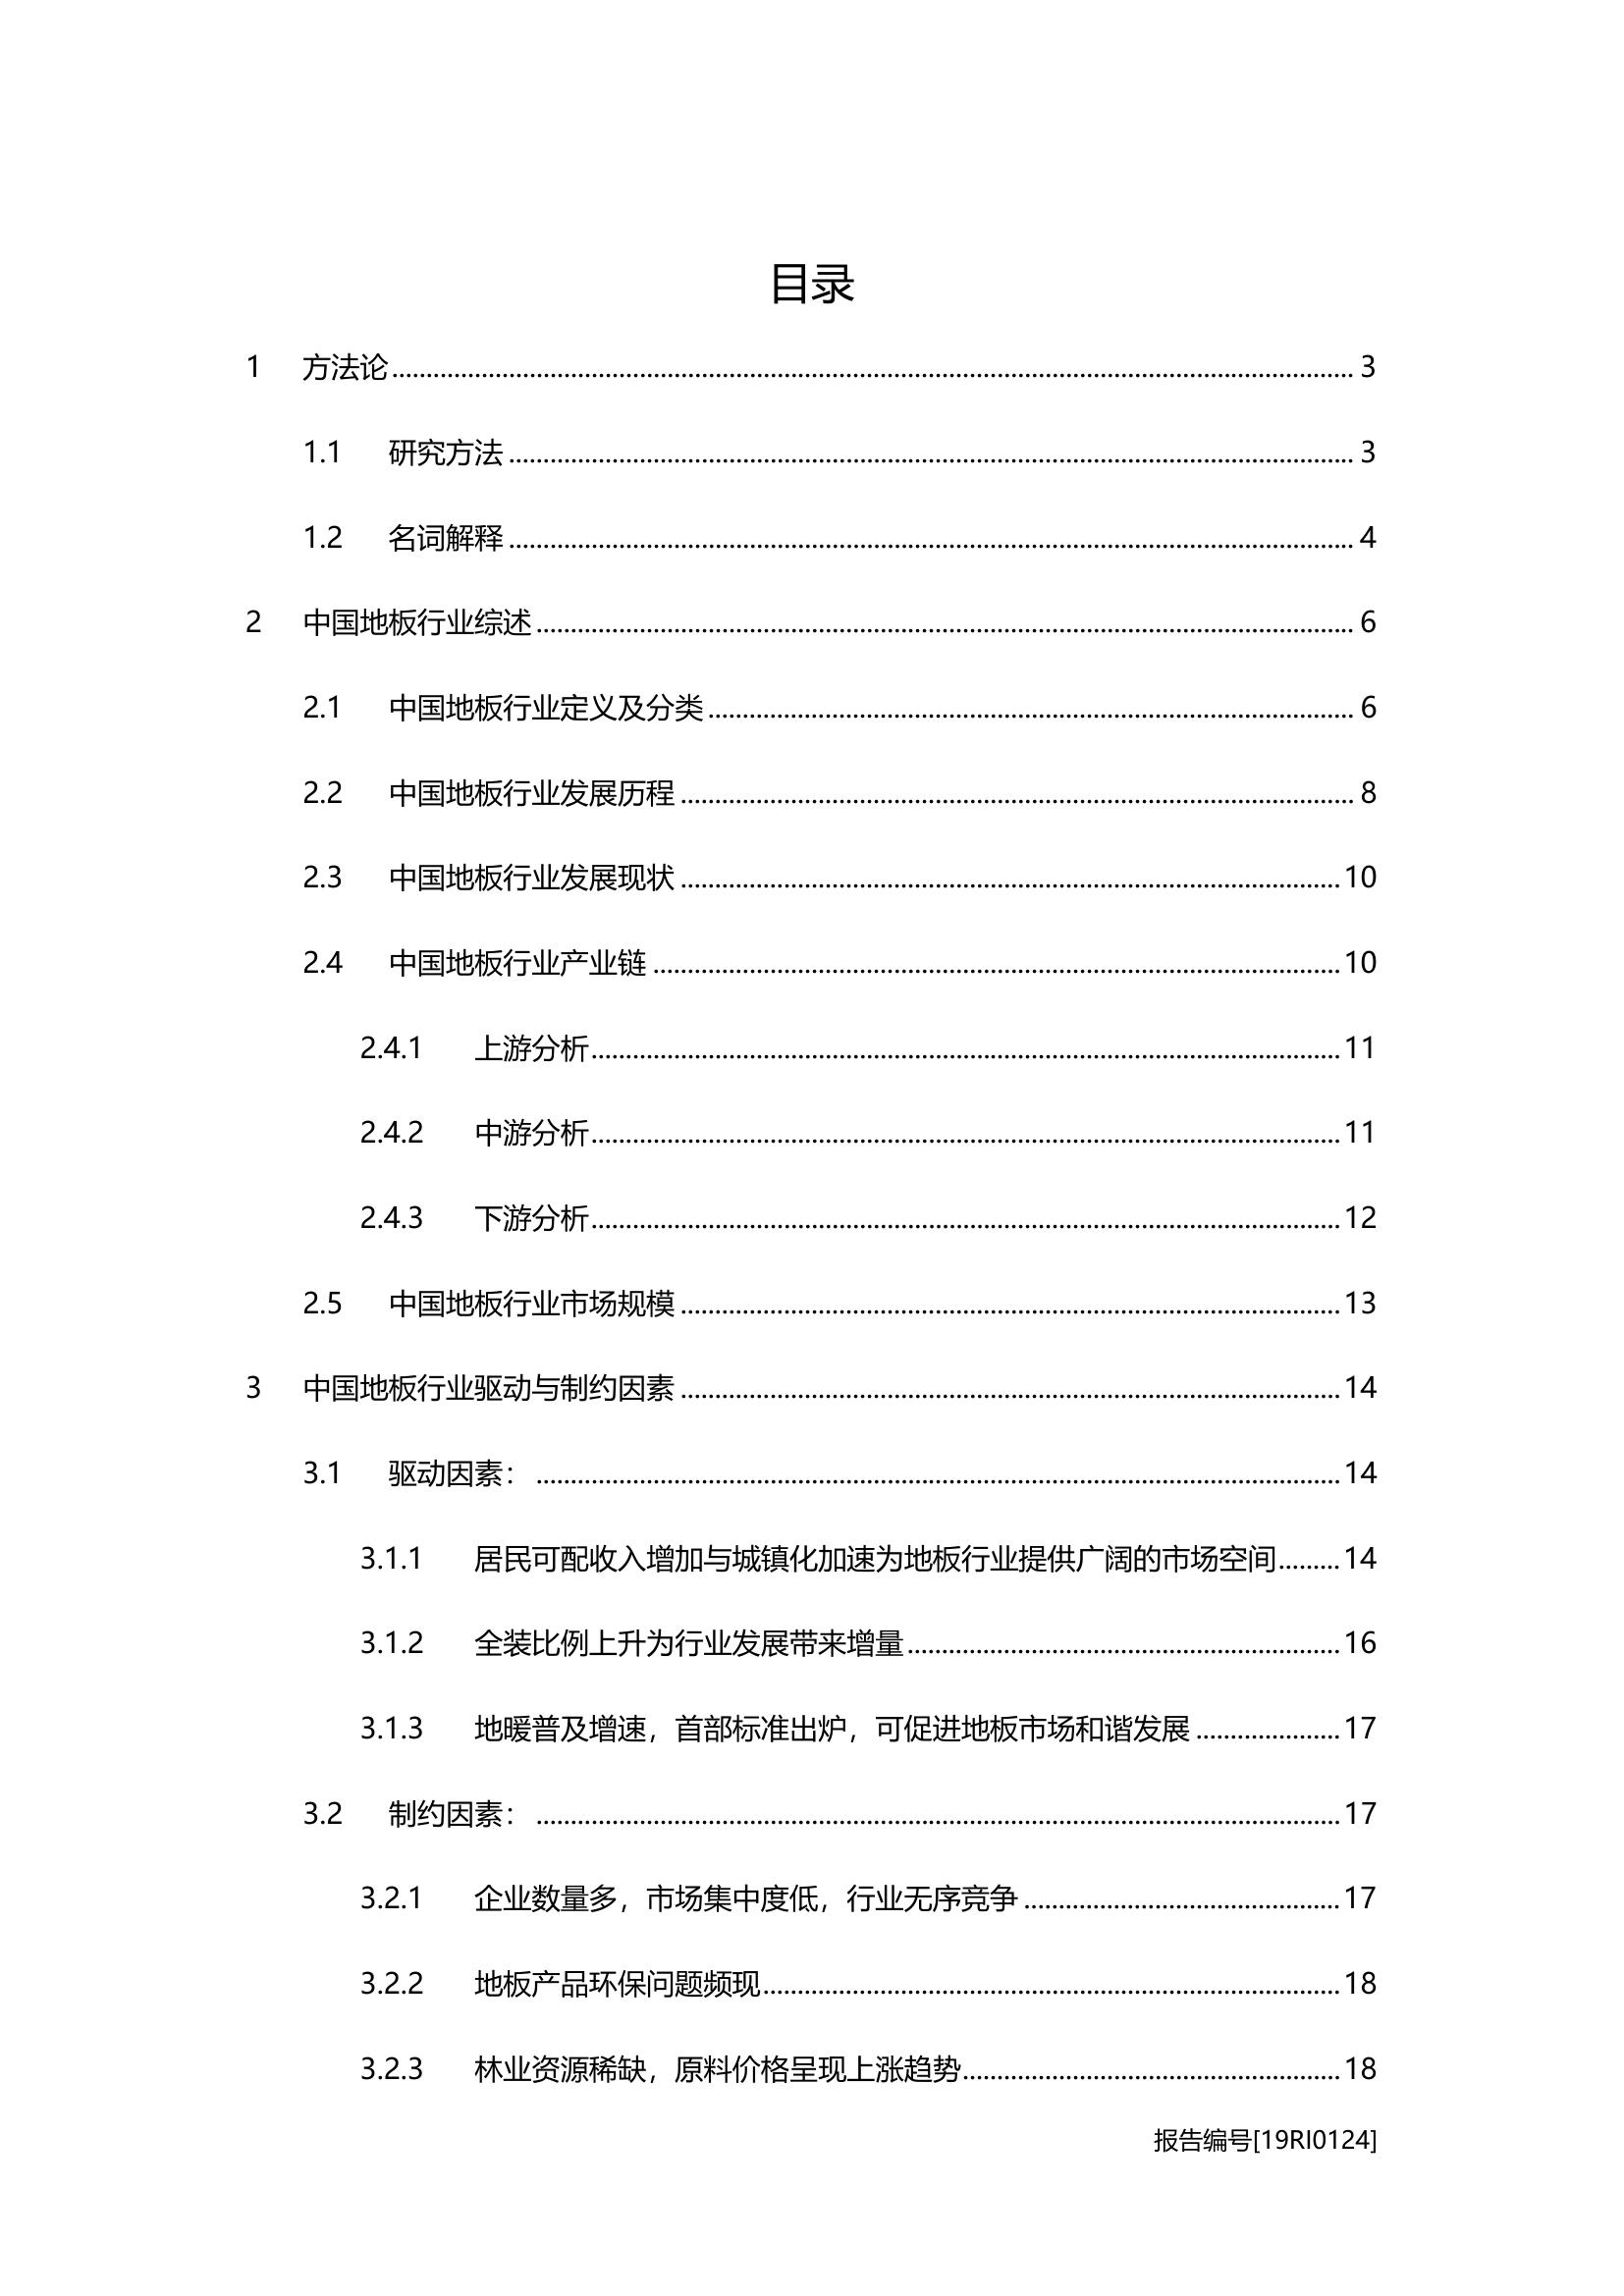 目录
1 方法论 3
1.1 研究方法 3
1.2 名词解释 4
2 中国地板行业综述 6
2.1 中国地板行业定义及分类 6
2.2 中国地板行业发展历程 8
2.3 中国地板行业发展现状 10
2.4 中国地板行业产业链 10
2.4.1 上游分析 11
2.4.2 中游分析 11
2.4.3 下游分析 12
2.5 中国地板行业市场规模 13
3 中国地板行业驱动与制约因素 14
3.1 驱动因素： 14
3.1.1 居民可配收入增加与城镇化加速为地板行业提供广阔的市场空间 14
3.1.2 全装比例上升为行业发展带来增量 16
3.1.3 地暖普及增速，首部标准出炉，可促进地板市场和谐发展 17
3.2 制约因素： 17
3.2.1 企业数量多，市场集中度低，行业无序竞争 17
3.2.2 地板产品环保问题频现 18
3.2.3 林业资源稀缺，原料价格呈现上涨趋势 18
报告编号[19RI0124]